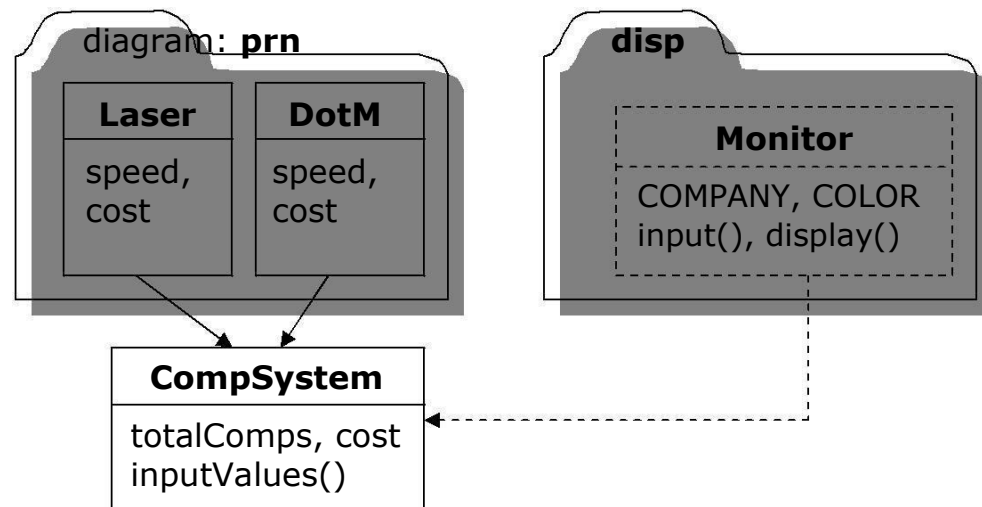 diagram: prn
Laser
speed,
cost
DotM
speed,
cost
disp
Monitor
COMPANY, COLOR
input(), display()
CompSystem
totalComps, cost
inputValues()